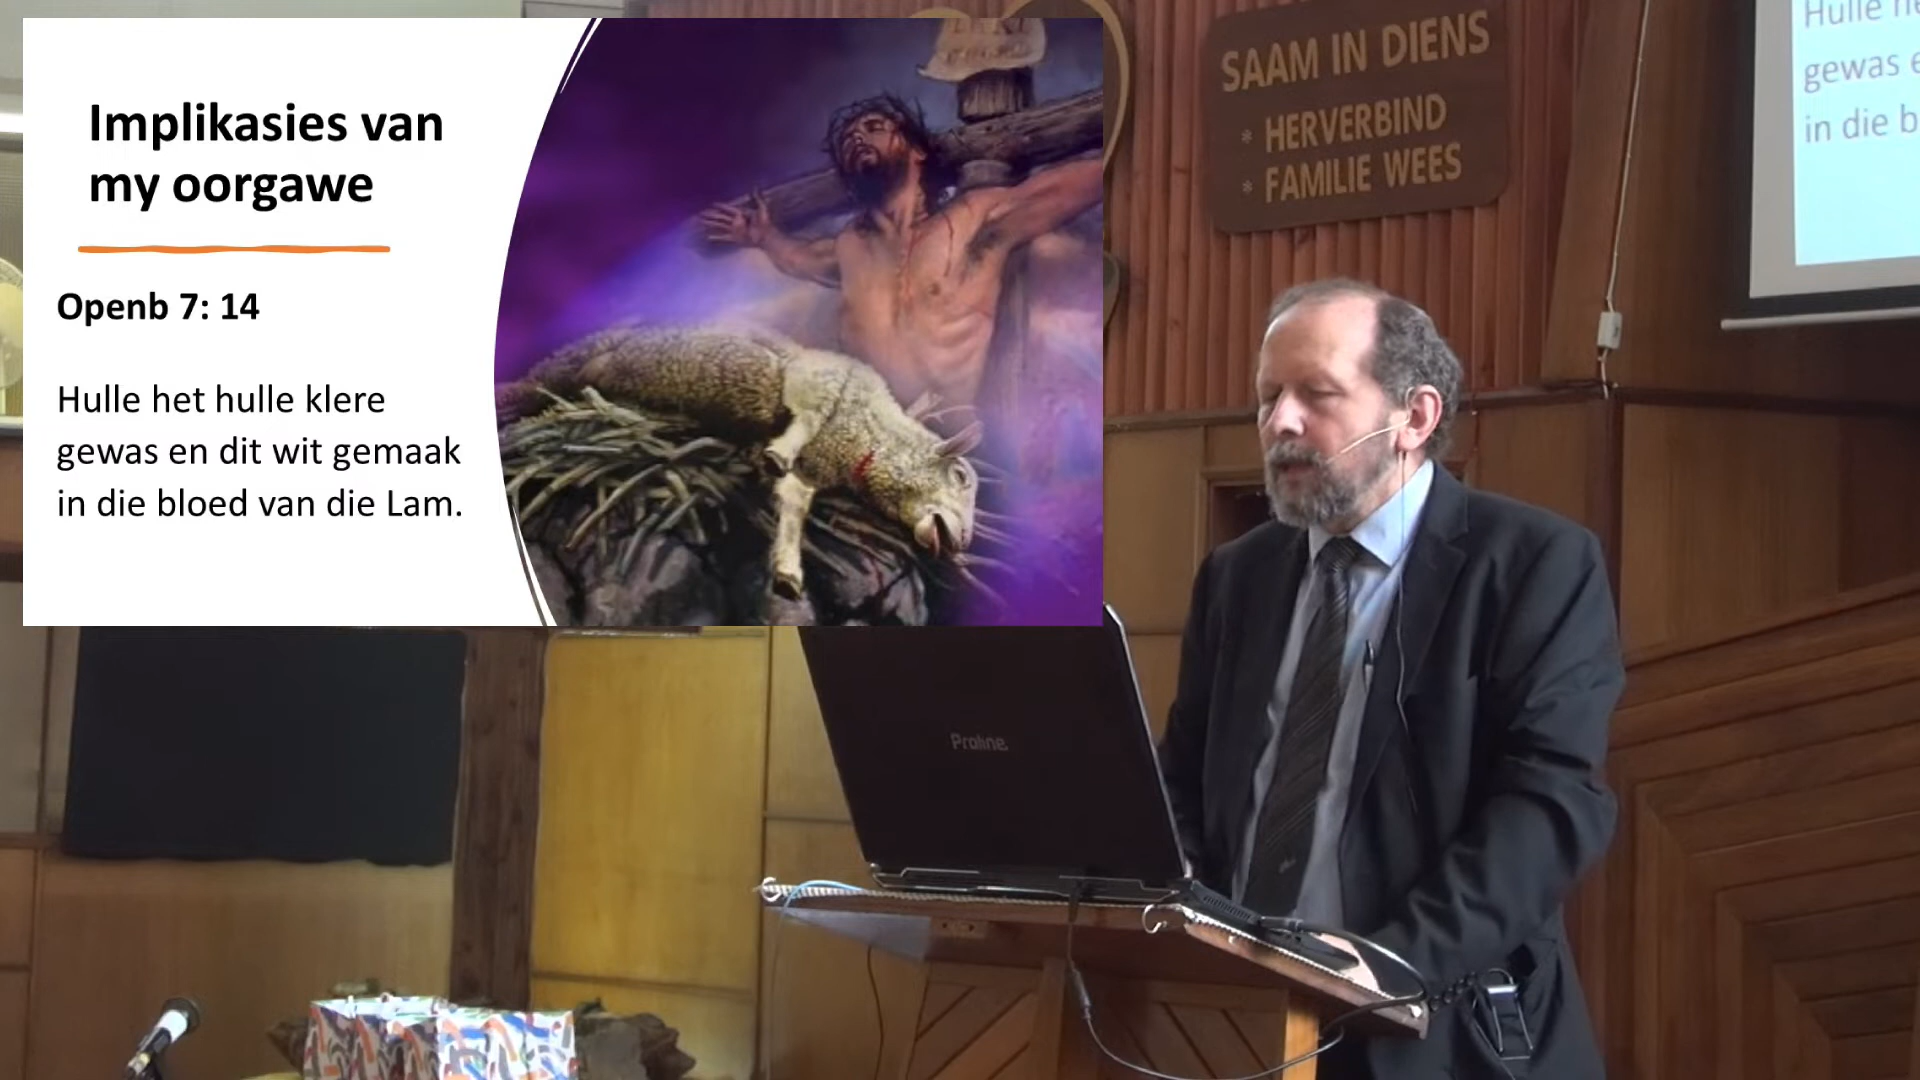 Implikasies van
my oorgawe
Openb 7: 14
Hulle het hulle klere
gewas en dit wit gemaak
in die bloed van die Lam.
SAAM IN DIENS
* HERVERBIND
* FAMILIE WEES
Hulle
gewas
in die
Proline